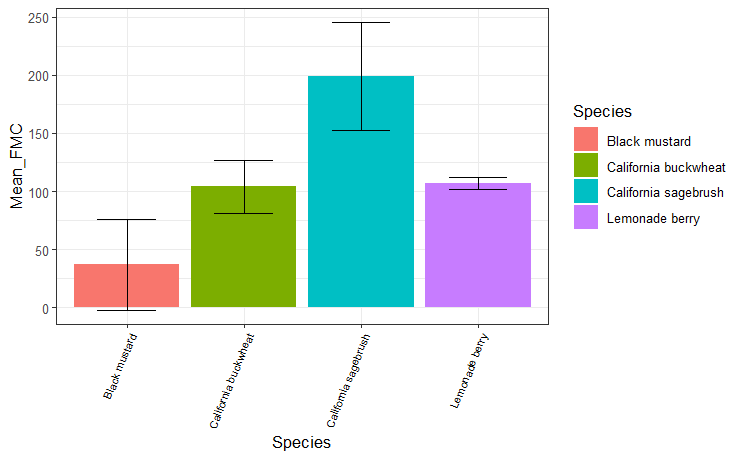 Mean_FMC
250
200
150
100
50
0
Black mustard
California buckwheat
California sagebrush
Lemonade berry
Species
Species
Black mustard
California buckwheat
California sagebrush
Lemonade berry